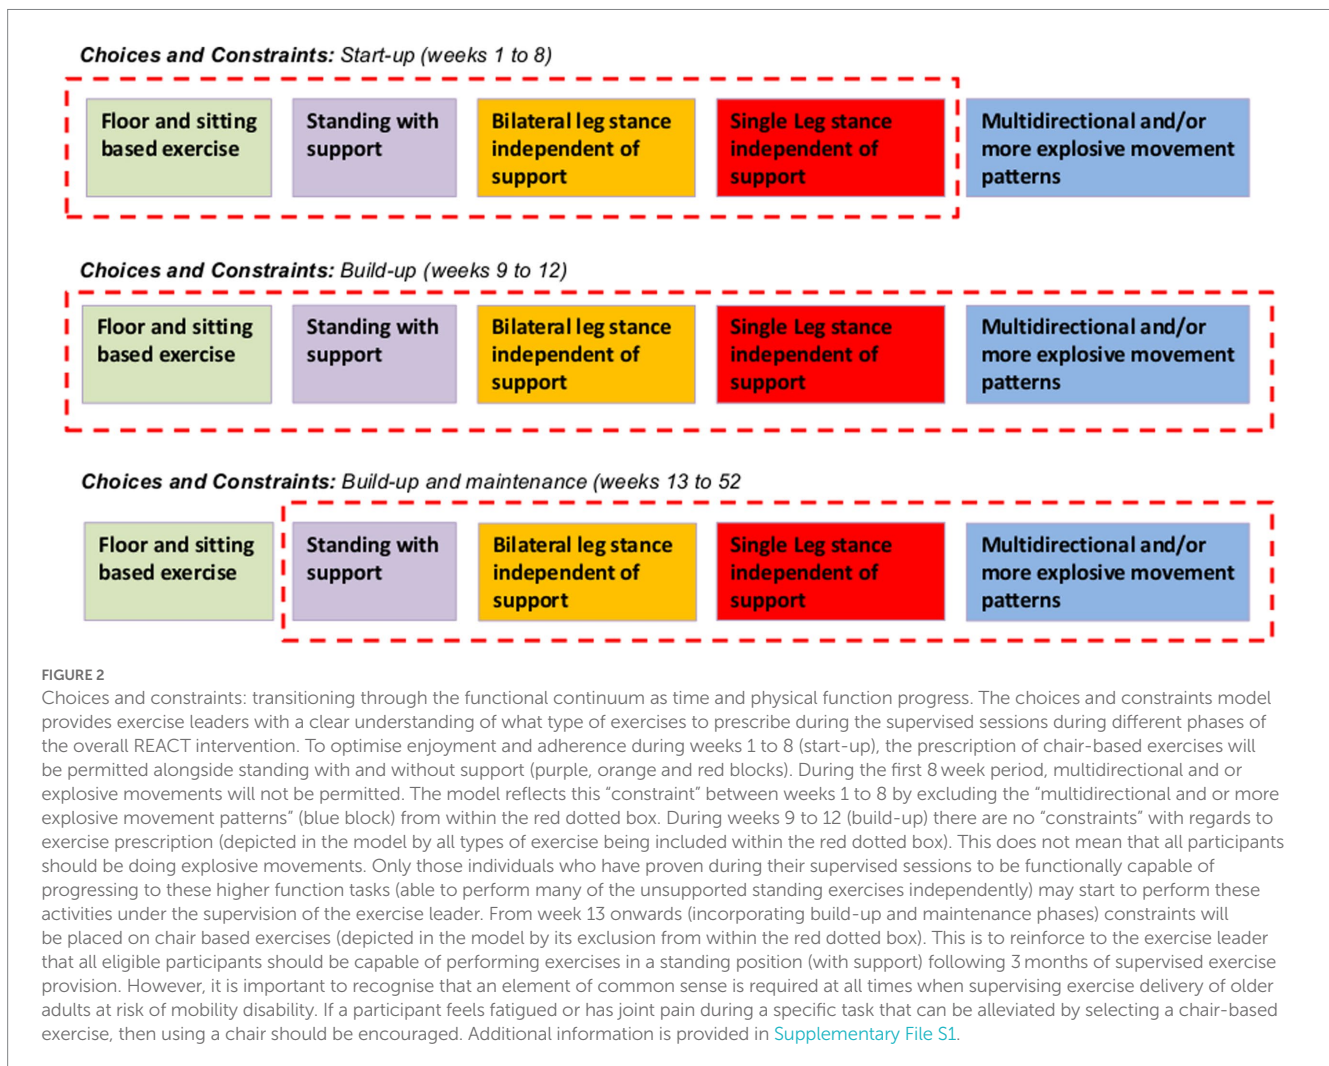 Choices and Constraints: Start-up (weeks 1 to 8)
Floor and sitting
based exercise
Standing with
support
Bilateral leg stance
independent of
support
Single Leg stance
independent of
support
Multidirectional and/or
more explosive movement
patterns
Choices and Constraints: Build-up (weeks 9 to 12)
Floor and sitting
based exercise
Standing with
support
Bilateral leg stance
independent of
support
Single Leg stance
independent of
support
Multidirectional and/or
more explosive movement
patterns
Choices and Constraints: Build-up and maintenance (weeks 13 to 52
Floor and sitting
based exercise
Standing with
support
Bilateral leg stance
independent of
support
Single Leg stance
independent of
support
Multidirectional and/or
more explosive movement
patterns
FIGURE 2
Choices and constraints: transitioning through the functional continuum as time and physical function progress. The choices and constraints model
provides exercise leaders with a clear understanding of what type of exercises to prescribe during the supervised sessions during different phases of
the overall REACT intervention. To optimise enjoyment and adherence during weeks 1 to 8 (start-up), the prescription of chair-based exercises will
be permitted alongside standing with and without support (purple, orange and red blocks). During the first 8 week period, multidirectional and or
explosive movements will not be permitted. The model reflects this “constraint” between weeks 1 to 8 by excluding the “multidirectional and or more
explosive movement patterns” (blue block) from within the red dotted box. During weeks 9 to 12 (build-up) there are no “constraints” with regards to
exercise prescription (depicted in the model by all types of exercise being included within the red dotted box). This does not mean that all participants
should be doing explosive movements. Only those individuals who have proven during their supervised sessions to be functionally capable of
progressing to these higher function tasks (able to perform many of the unsupported standing exercises independently) may start to perform these
activities under the supervision of the exercise leader. From week 13 onwards (incorporating build-up and maintenance phases) constraints will
be placed on chair based exercises (depicted in the model by its exclusion from within the red dotted box). This is to reinforce to the exercise leader
that all eligible participants should be capable of performing exercises in a standing position (with support) following 3 months of supervised exercise
provision. However, it is important to recognise that an element of common sense is required at all times when supervising exercise delivery of older
adults at risk of mobility disability. If a participant feels fatigued or has joint pain during a specific task that can be alleviated by selecting a chair-based
exercise, then using a chair should be encouraged. Additional information is provided in Supplementary File S1.